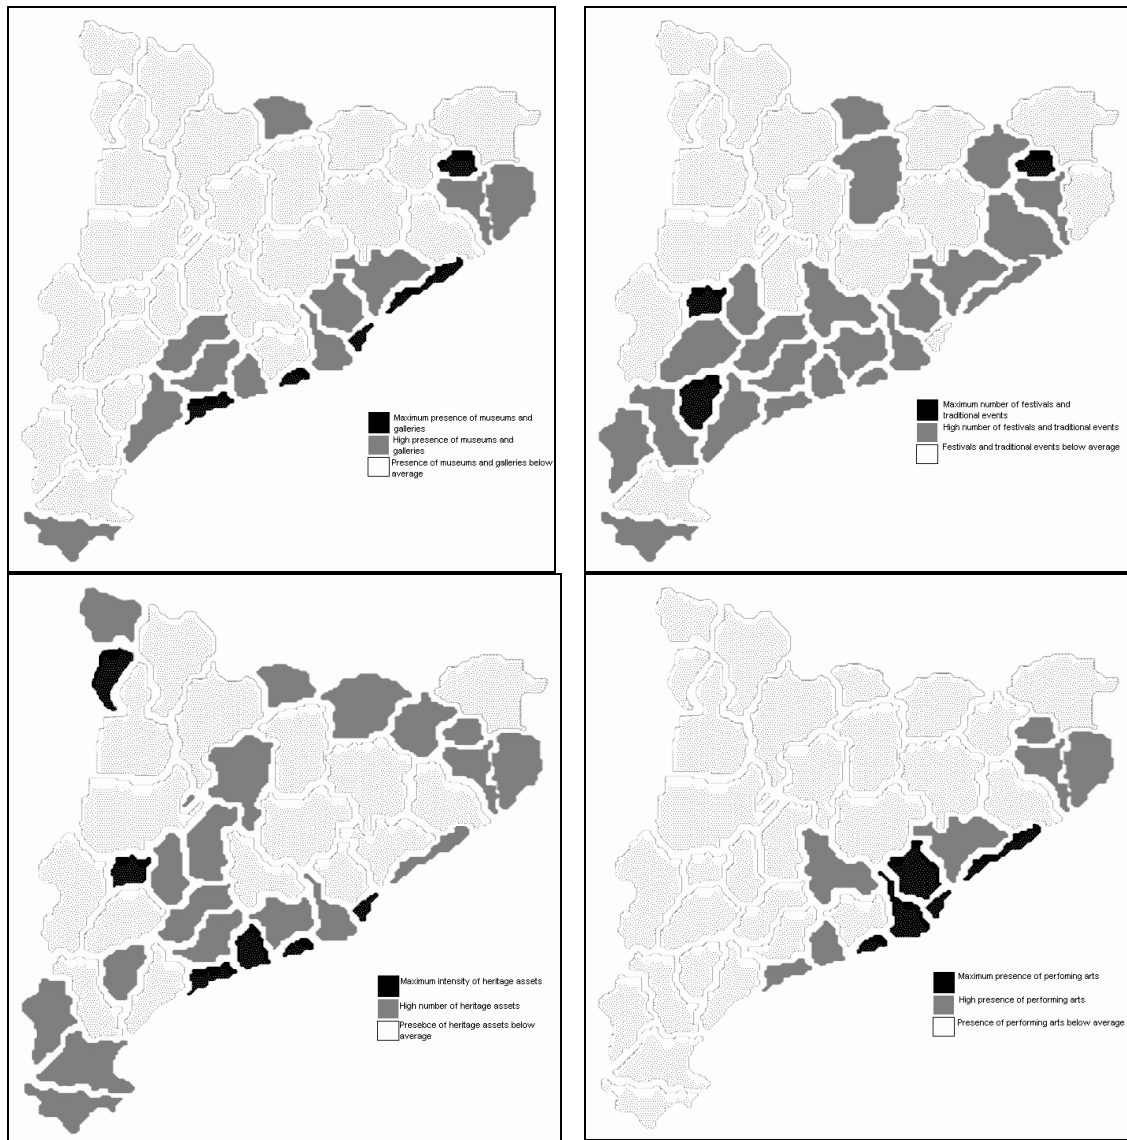 Maximum presence of museums and
galleries
High presence of museums and
galleries
Presence of museums and galleries below
average
Maximum number of festivals and
traditional events
High number of festivals and traditional events
Festivals and traditional events below average
Maximum intensity of heritage assets
High number of heritage assets
Presebce of heritage assets below
average
Maximum presence of perfoming arts
High presence of performing arts
Presence of performing arts below average